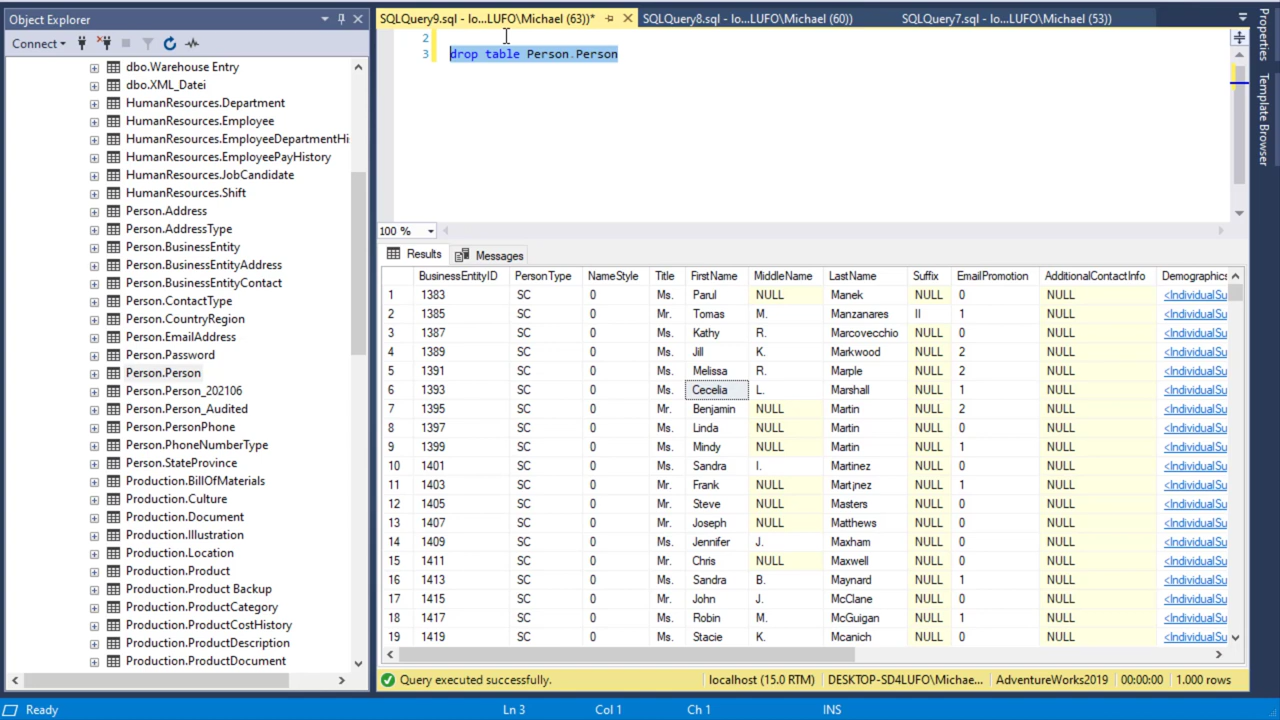 Object Explorer
Connect
dbo.Warehouse Entry
dbo.XML_Datei
HumanResources.Department
HumanResources.Employee
HumanResources.EmployeeDepartmentHi
HumanResources.EmployeePayHistory
HumanResources.JobCandidate
HumanResources.Shift
Person.Address
Person.AddressType
Person.BusinessEntity
Person.BusinessEntityAddress
Person.BusinessEntityContact
Person.ContactType
Person.CountryRegion
Person.EmailAddress
Person.Password
Person.Person
Person.Person_202106
Person.Person_Audited
Person.PersonPhone
Person.PhoneNumberType
Person.StateProvince
Production.BillOfMaterials
Production.Culture
Production.Document
Production.Illustration
Production.Location
Production.Product
Production.Product Backup
Production.ProductCategory
Production.ProductCostHistory
Production.ProductDescription
Production.ProductDocument
SQLQuery9.sql - lo...LUFO\Michael (63))* SQLQuery8.sql - lo...LUFO\Michael (60)) SQLQuery7.sql - lo...LUFO\Michael (53))
2
3 drop table Person.Person
100 %
Results Messages
BusinessEntityID PersonType NameStyle Title FirstName MiddleName LastName Suffix EmailPromotion AdditionalContactInfo Demographics
1 1383 SC 0 Ms. Parul NULL Manek NULL 0 NULL <IndividualSu
2 1385 SC 0 Mr. Tomas M. Manzanares II 1 NULL <IndividualSu
3 1387 SC 0 Ms. Kathy R. Marcovecchio NULL 0 NULL <IndividualSu
4 1389 SC 0 Ms. Jill K. Markwood NULL 2 NULL <IndividualSu
5 1391 SC 0 Ms. Melissa R. Marple NULL 2 NULL <IndividualSu
6 1393 SC 0 Ms. Cecelia L. Marshall NULL 1 NULL <IndividualSu
7 1395 SC 0 Mr. Benjamin NULL Martin NULL 2 NULL <IndividualSu
8 1397 SC 0 Ms. Linda NULL Martin NULL 0 NULL <IndividualSu
9 1399 SC 0 Ms. Mindy NULL Martin NULL 1 NULL <IndividualSu
10 1401 SC 0 Ms. Sandra I. Martinez NULL 0 NULL <IndividualSu
11 1403 SC 0 Mr. Frank NULL Martínez NULL 1 NULL <IndividualSu
12 1405 SC 0 Mr. Steve NULL Masters NULL 0 NULL <IndividualSu
13 1407 SC 0 Mr. Joseph NULL Matthews NULL 0 NULL <IndividualSu
14 1409 SC 0 Ms. Jennifer J. Maxham NULL 0 NULL <IndividualSu
15 1411 SC 0 Mr. Chris NULL Maxwell NULL 0 NULL <IndividualSu
16 1413 SC 0 Ms. Sandra B. Maynard NULL 1 NULL <IndividualSu
17 1415 SC 0 Mr. John J. McClane NULL 0 NULL <IndividualSu
18 1417 SC 0 Ms. Robin M. McGuigan NULL 1 NULL <IndividualSu
19 1419 SC 0 Ms. Stacie K. Mcanich NULL 0 NULL <IndividualSu
Query executed successfully. localhost (15.0 RTM) DESKTOP-SD4LUFO\Michae... AdventureWorks2019 00:00:00 1.000 rows
Ready Ln 3 Col 1 Ch 1 INS
Properties
Template Browser